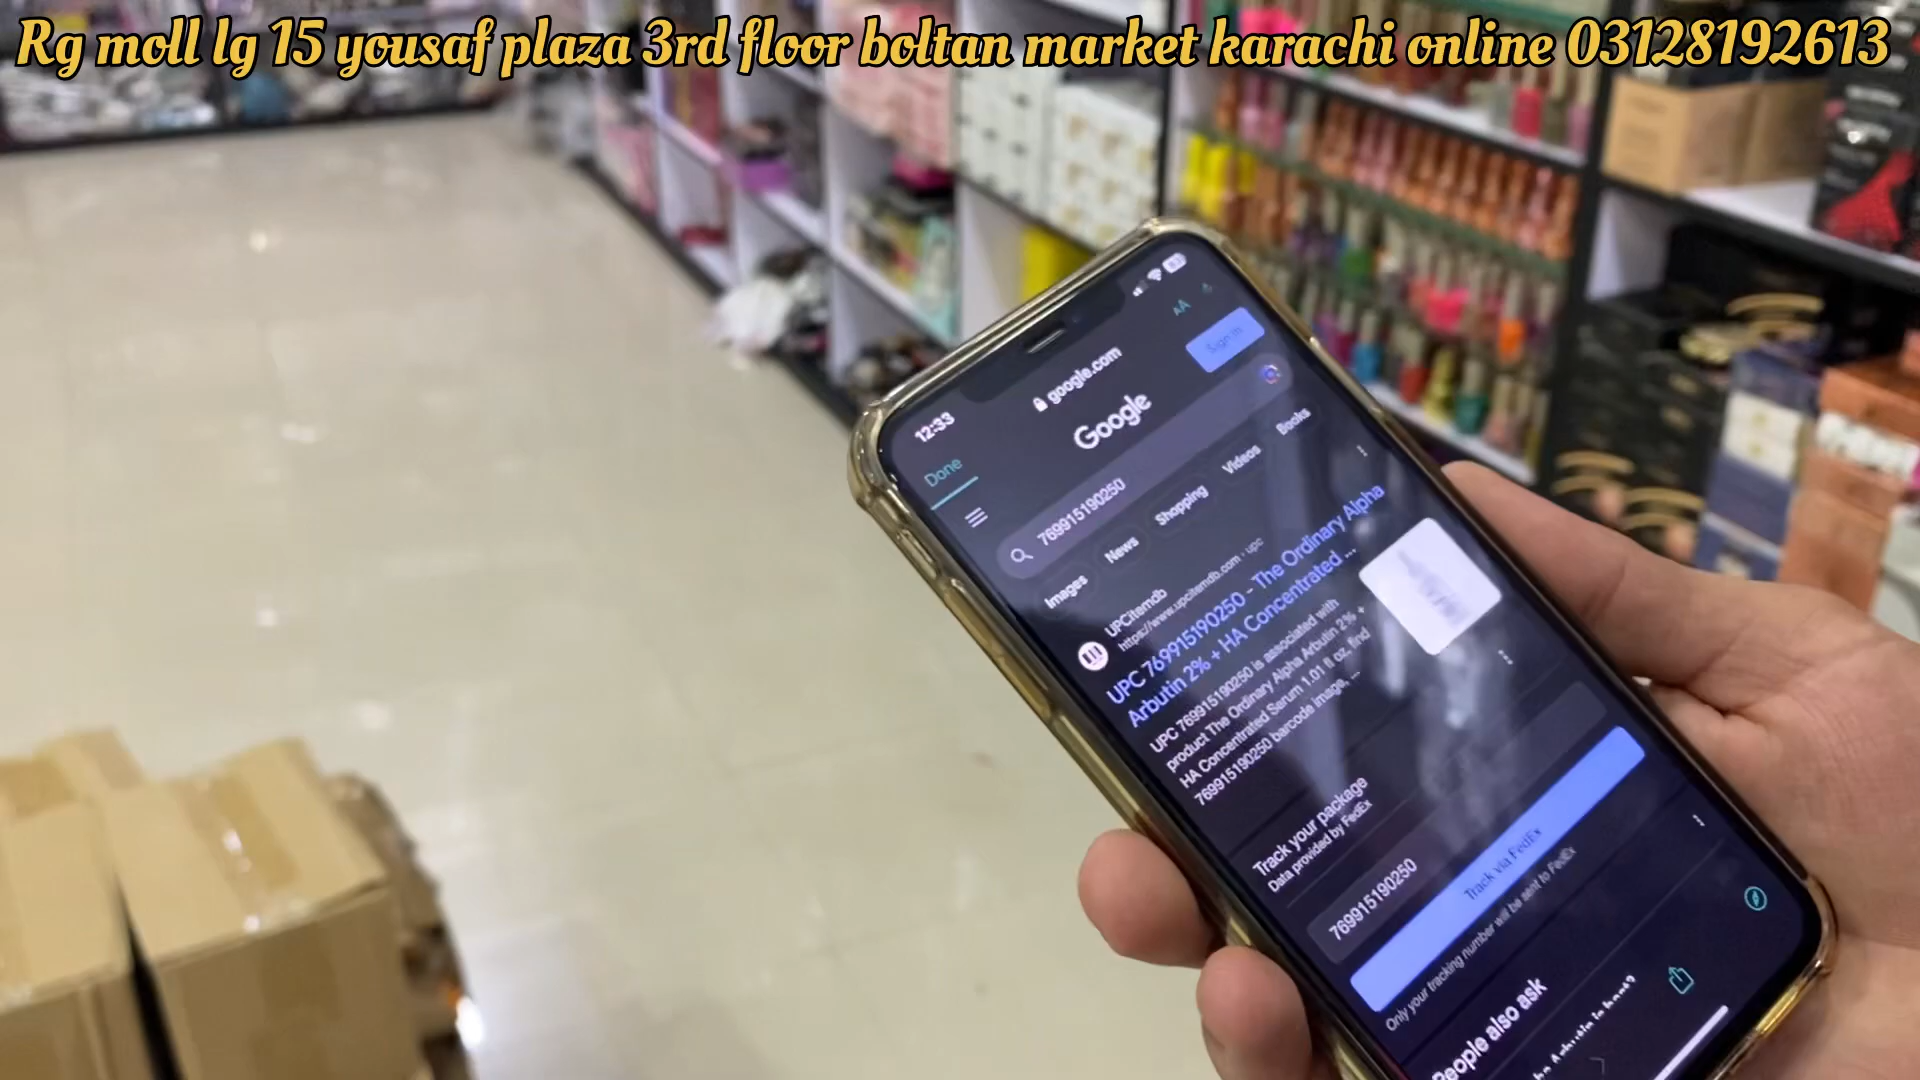 Rg moll lg 15 yousaf plaza 3rd floor boltan market karachi online 03128192613
12:33
google.com
AA
Done
Google
Sign in
769915190250
Images News Shopping Videos Books
UPCitemdb
https://www.upcitemdb.com › upc
UPC 769915190250 - The Ordinary Alpha
Arbutin 2% + HA Concentrated ...
UPC 769915190250 is associated with
product The Ordinary Alpha Arbutin 2% +
HA Concentrated Serum 1.01 fl oz, find
769915190250 barcode image, ...
Track your package
Data provided by FedEx
769915190250
Track via FedEx
Only your tracking number will be sent to FedEx
People also ask